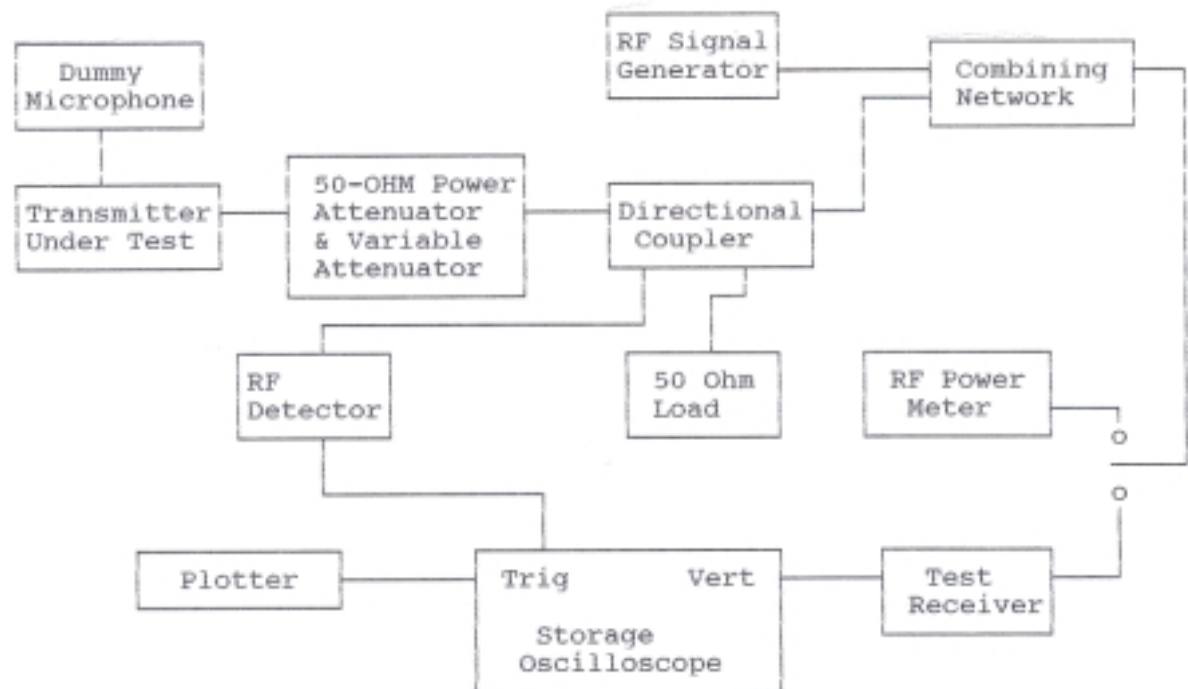 Dummy
Microphone
RF Signal
Generator
Combining
Network
Transmitter
Under Test
50-OHM Power
Attenuator
& Variable
Attenuator
Directional
Coupler
RF
Detector
50 Ohm
Load
RF Power
Meter
Plotter
Trig
Vert
Storage
Oscilloscope
Test
Receiver